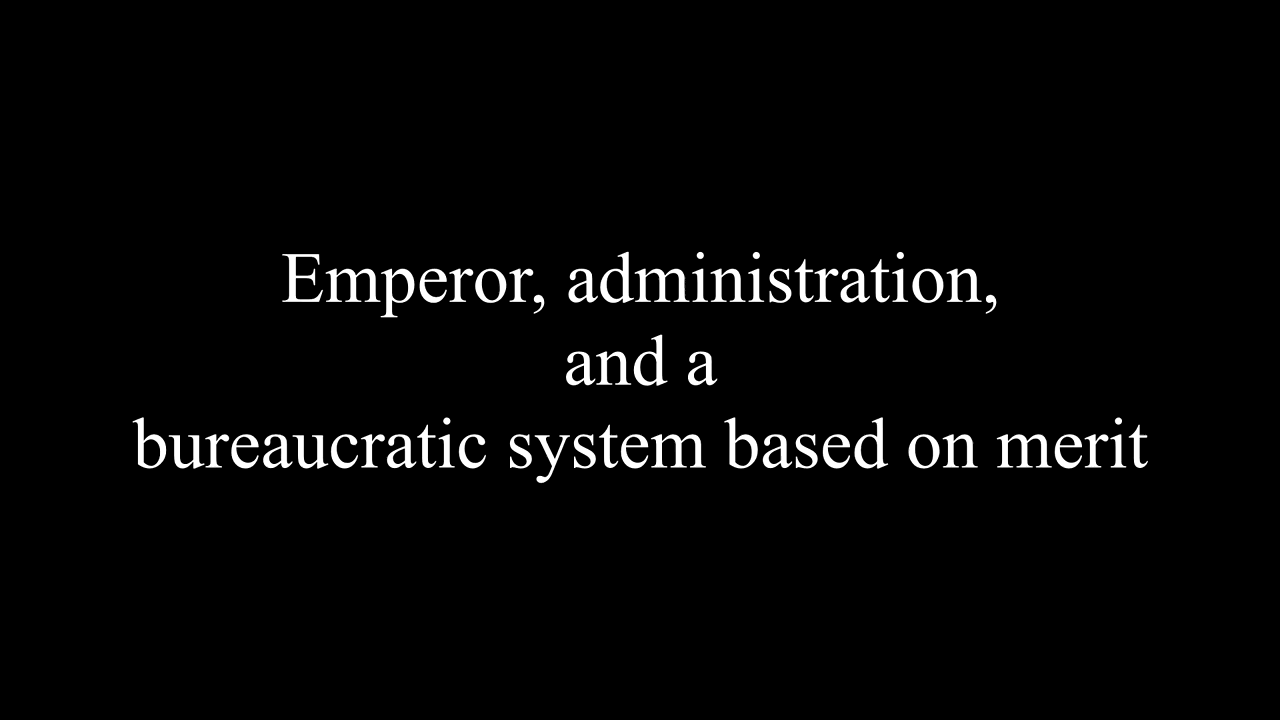 Emperor, administration,
and a
bureaucratic system based on merit